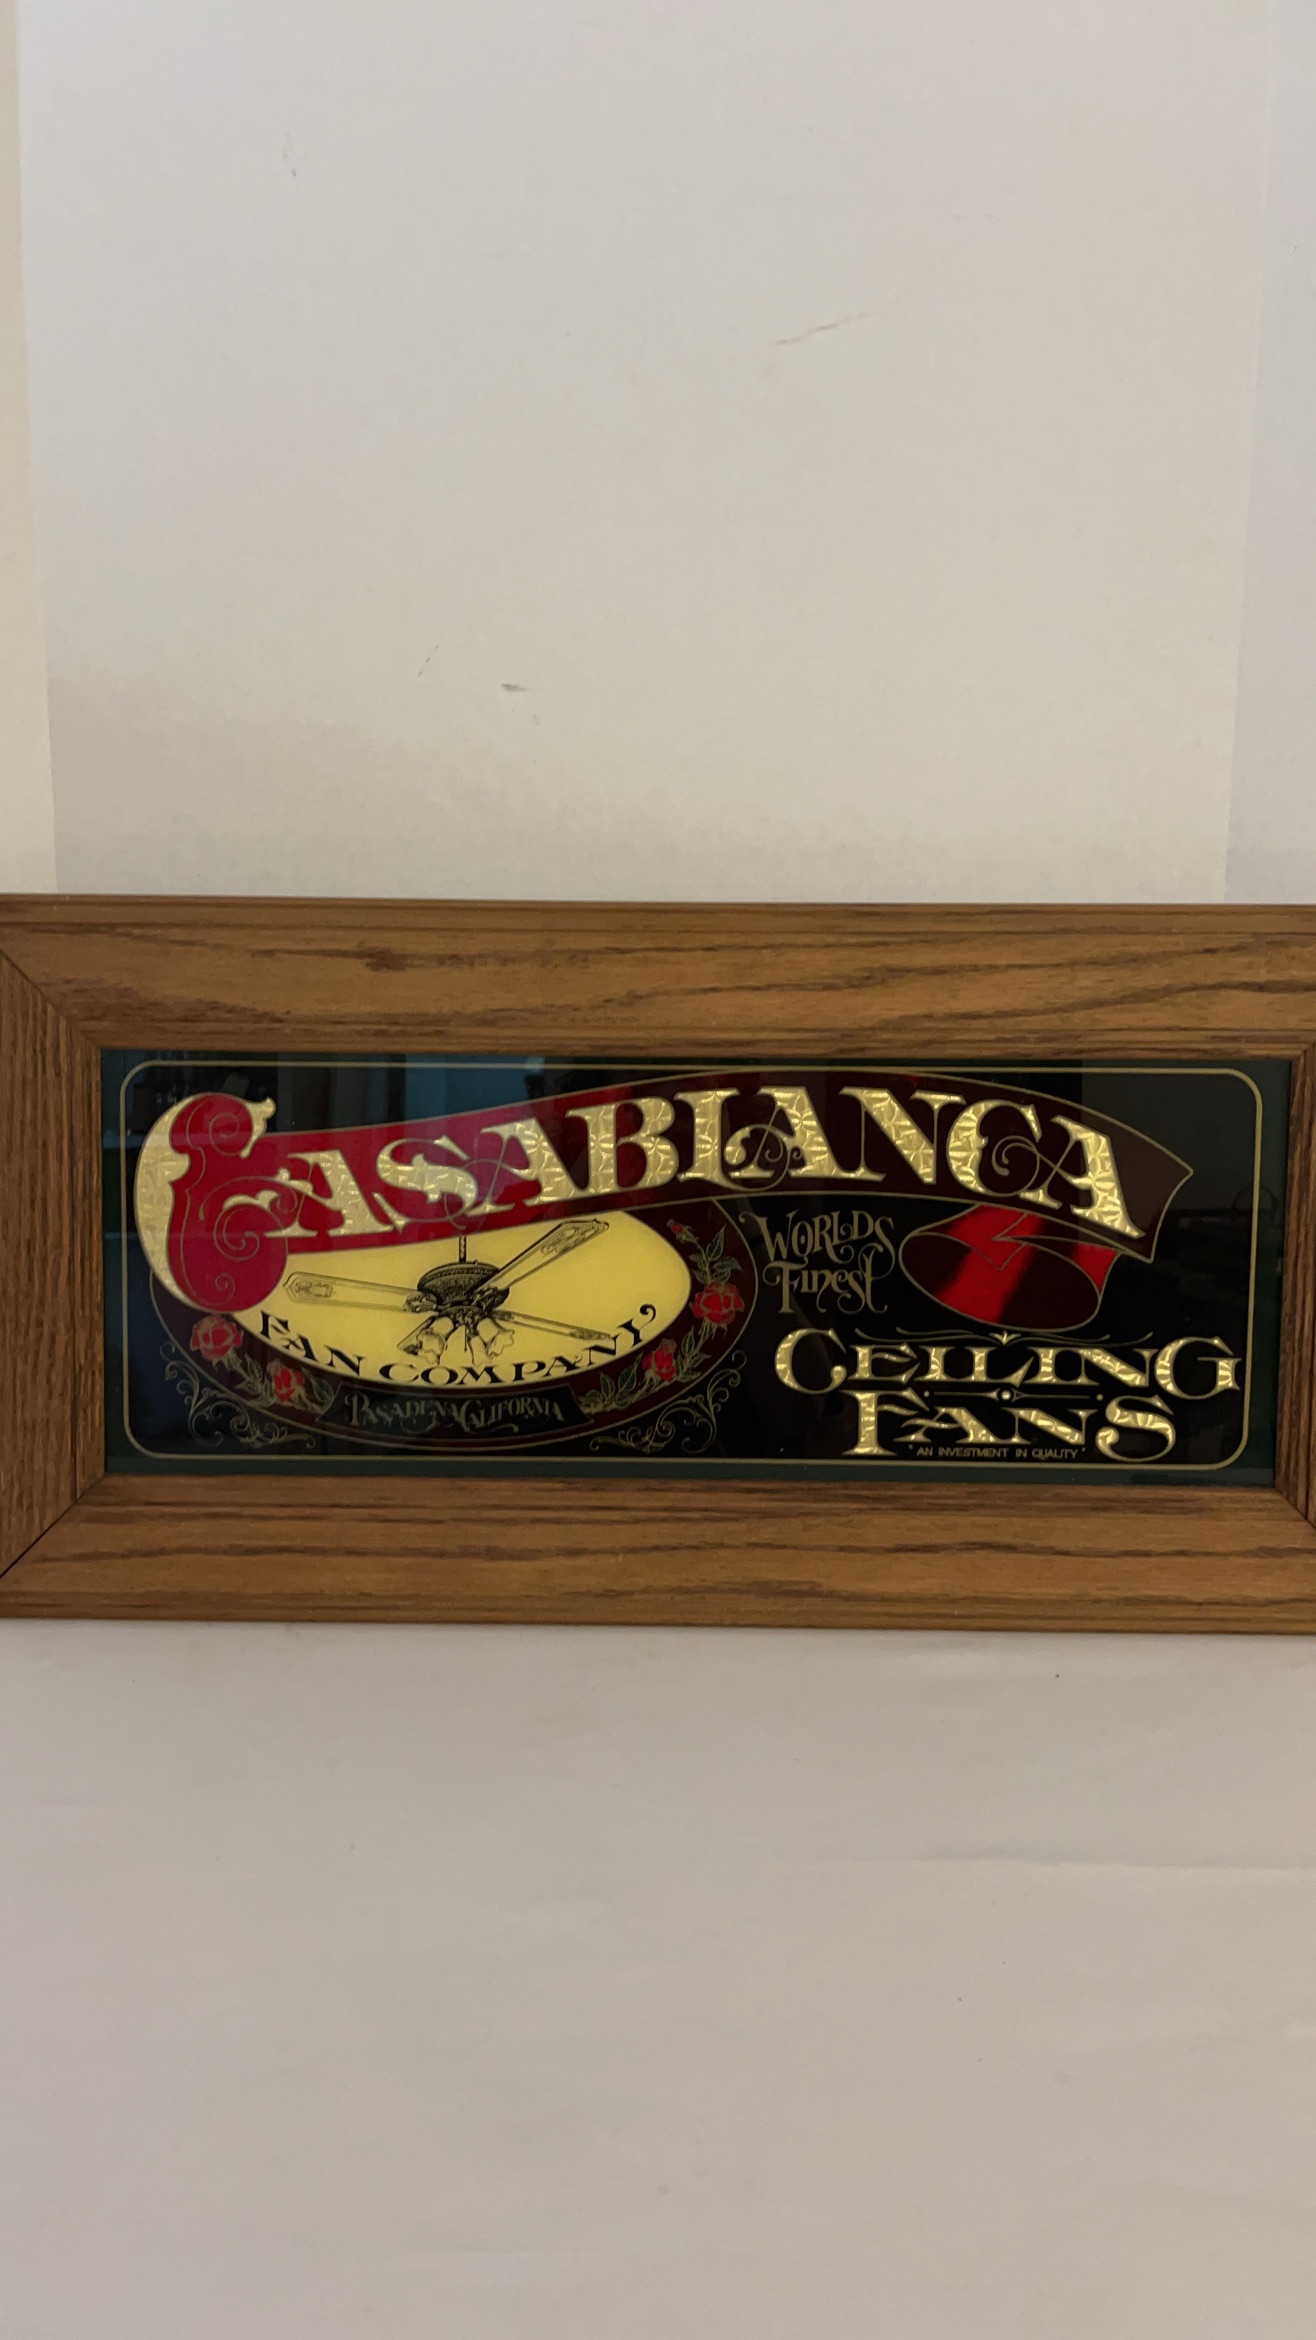 CASABLANCA
FAN COMPANY
PASADENA CALIFORNIA
WORLDS
Finest
CEILING
FANS
"AN INVESTMENT IN QUALITY"